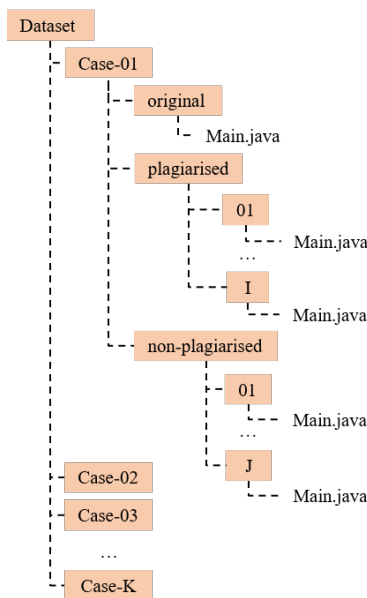 Dataset
Case-01
original
Main.java
plagiarised
01
Main.java
...
I
Main.java
non-plagiarised
01
Main.java
...
J
Main.java
Case-02
Case-03
...
Case-K